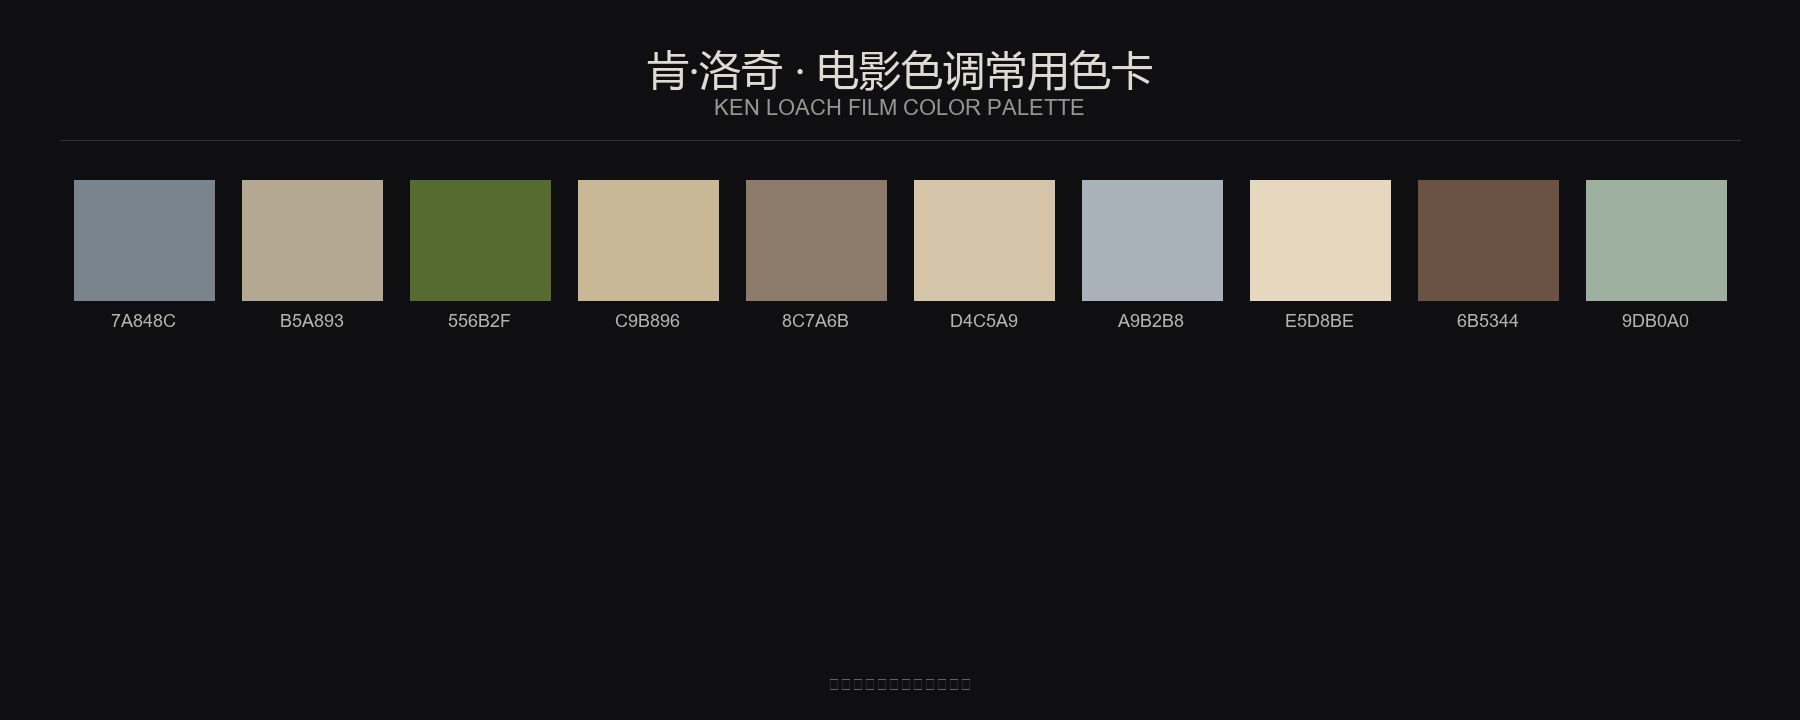 肯·洛奇 · 电影色调常用色卡
KEN LOACH FILM COLOR PALETTE
7A848C B5A893 556B2F C9B896 8C7A6B D4C5A9 A9B2B8 E5D8BE 6B5344 9DB0A0